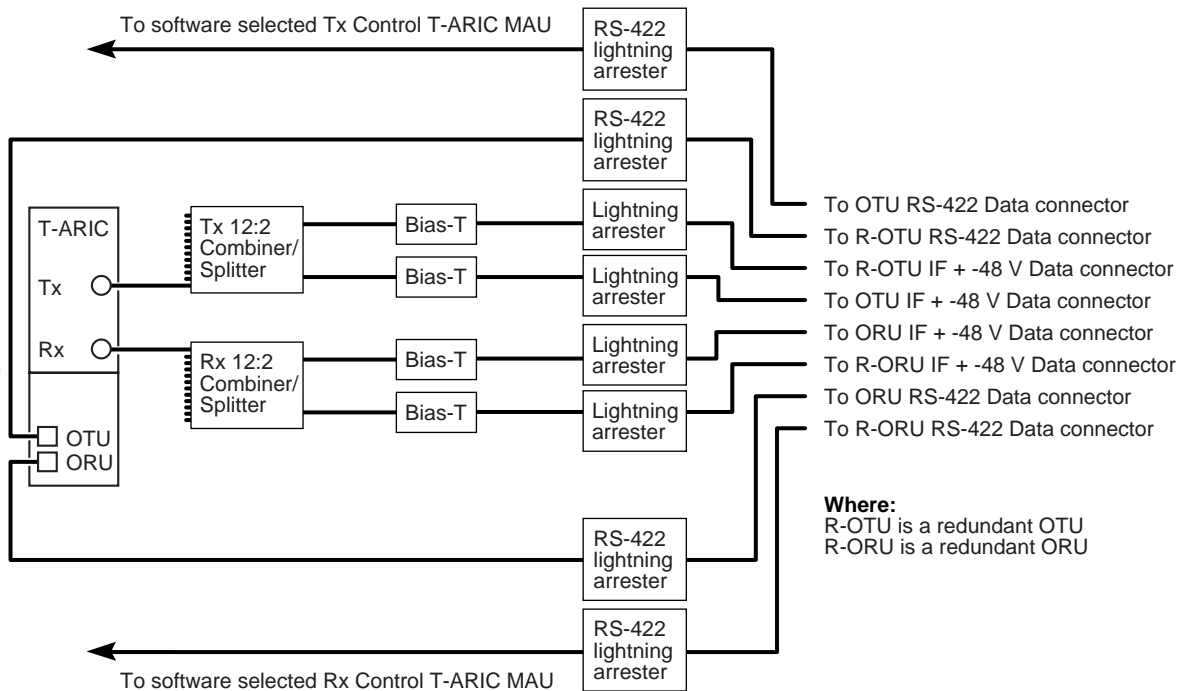 To software selected Tx Control T-ARIC MAU
RS-422
lightning
arrester
RS-422
lightning
arrester
T-ARIC
Tx
Rx
OTU
ORU
Tx 12:2
Combiner/
Splitter
Rx 12:2
Combiner/
Splitter
Bias-T
Bias-T
Bias-T
Bias-T
Lightning
arrester
Lightning
arrester
Lightning
arrester
Lightning
arrester
To OTU RS-422 Data connector
To R-OTU RS-422 Data connector
To R-OTU IF + -48 V Data connector
To OTU IF + -48 V Data connector
To ORU IF + -48 V Data connector
To R-ORU IF + -48 V Data connector
To ORU RS-422 Data connector
To R-ORU RS-422 Data connector
Where:
R-OTU is a redundant OTU
R-ORU is a redundant ORU
RS-422
lightning
arrester
RS-422
lightning
arrester
To software selected Rx Control T-ARIC MAU